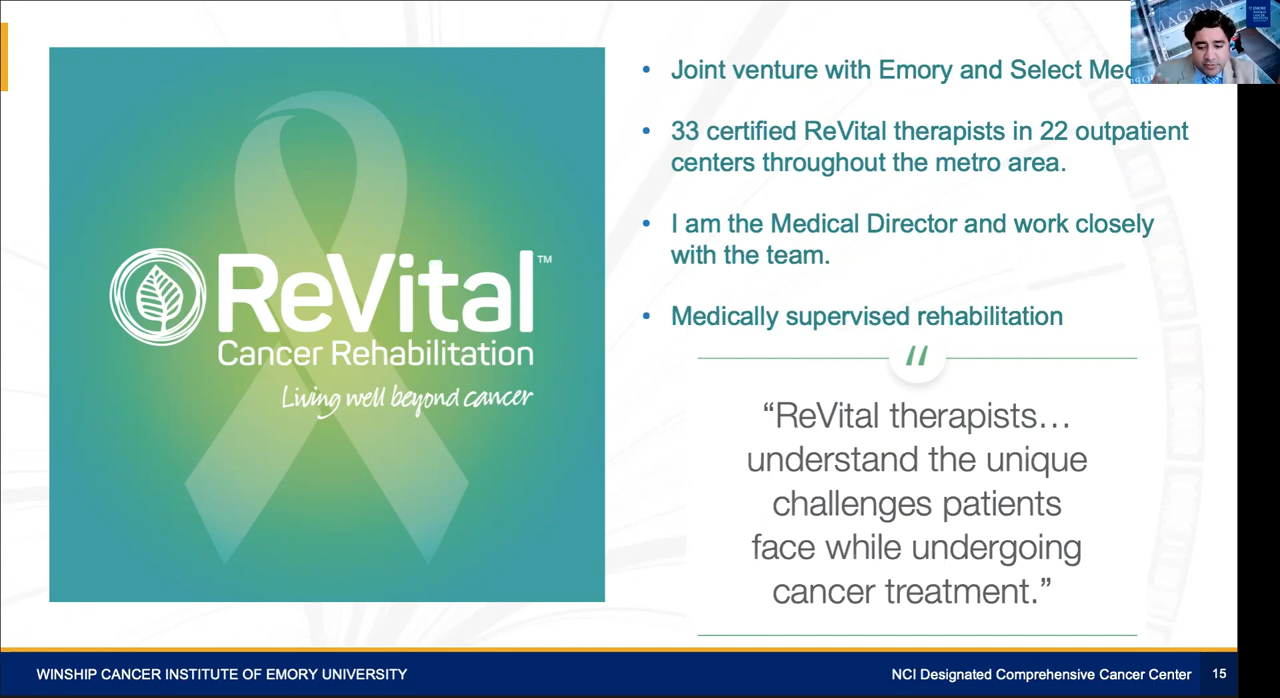 ReVital™
Cancer Rehabilitation
Living well beyond cancer
• Joint venture with Emory and Select
• 33 certified ReVital therapists in 22 outpatient
centers throughout the metro area.
• I am the Medical Director and work closely
with the team.
• Medically supervised rehabilitation
“ReVital therapists…
understand the unique
challenges patients
face while undergoing
cancer treatment.”
WINSHIP CANCER INSTITUTE OF EMORY UNIVERSITY
NCI Designated Comprehensive Cancer Center 15